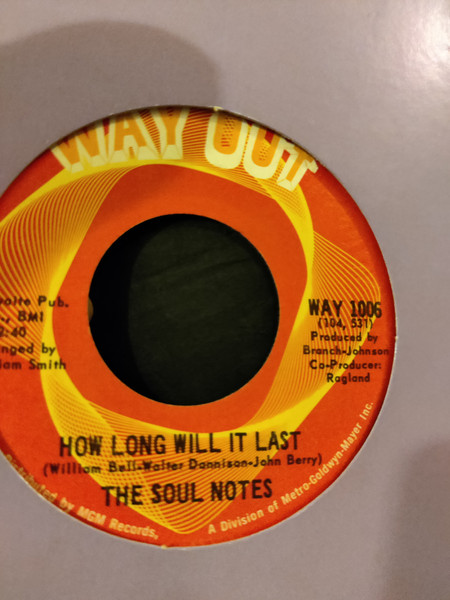 WAY OUT
Pub.
BMI
:40
by
Smith
WAY 1006
(104, 531)
Produced by
Branch-Johnson
Co-Producer:
Ragland
HOW LONG WILL IT LAST
(William Bell-Walter Dennison-John Berry)
THE SOUL NOTES
by MGM Records,
A Division of Metro-Goldwyn-Mayer Inc.